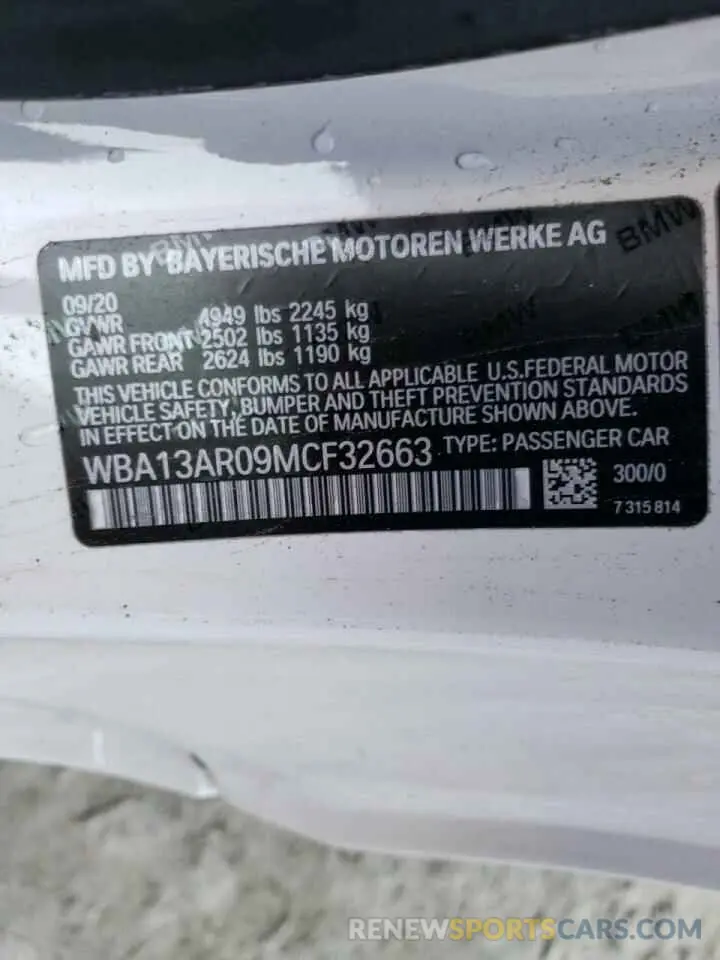 MFD BY BAYERISCHE MOTOREN WERKE AG
09/20
GVWR 4949 lbs 2245 kg
GAWR FRONT 2502 lbs 1135 kg
GAWR REAR 2624 lbs 1190 kg
THIS VEHICLE CONFORMS TO ALL APPLICABLE U.S.FEDERAL MOTOR
VEHICLE SAFETY, BUMPER AND THEFT PREVENTION STANDARDS
IN EFFECT ON THE DATE OF MANUFACTURE SHOWN ABOVE.
WBA13AR09MCF32663 TYPE: PASSENGER CAR
300/0
7 315 814
BMW
RENEWSPORTSCARS.COM